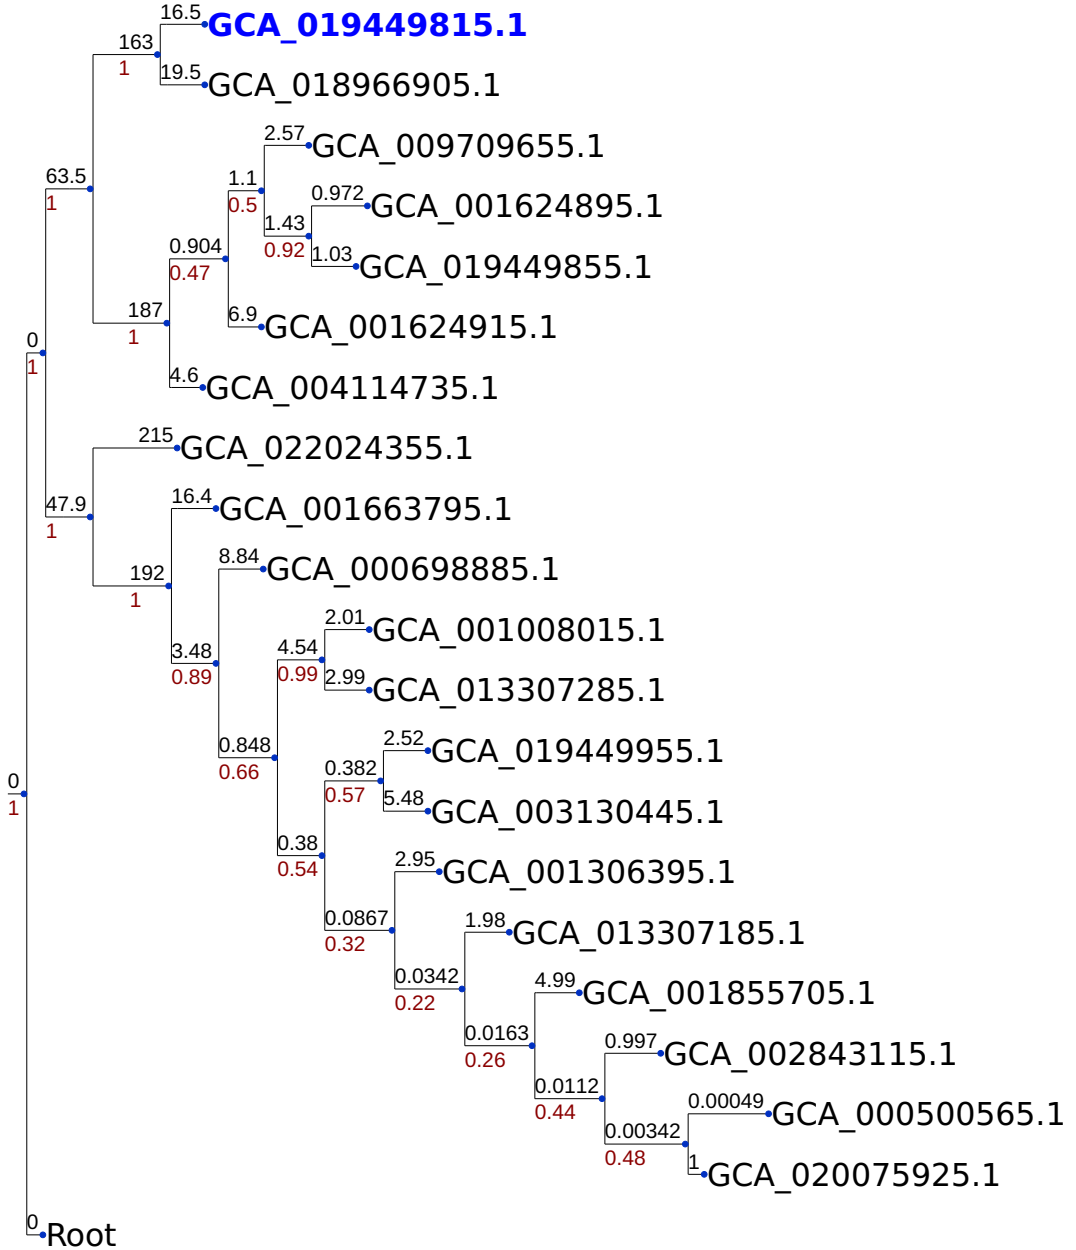 16.5
GCA_019449815.1
163
1
19.5
GCA_018966905.1
2.57
GCA_009709655.1
63.5
1
1.1
0.5
0.972
GCA_001624895.1
1.43
0.92
0.904
0.47
1.03
GCA_019449855.1
187
1
6.9
GCA_001624915.1
0
1
4.6
GCA_004114735.1
215
GCA_022024355.1
47.9
1
16.4
GCA_001663795.1
192
1
8.84
GCA_000698885.1
2.01
GCA_001008015.1
3.48
0.89
4.54
0.99
2.99
GCA_013307285.1
0.848
0.66
2.52
GCA_019449955.1
0.382
0.57
0
1
5.48
GCA_003130445.1
0.38
0.54
2.95
GCA_001306395.1
0.0867
0.32
1.98
GCA_013307185.1
0.0342
0.22
4.99
GCA_001855705.1
0.0163
0.26
0.997
GCA_002843115.1
0.0112
0.44
0.00049
GCA_000500565.1
0.00342
0.48
1
GCA_020075925.1
0
Root